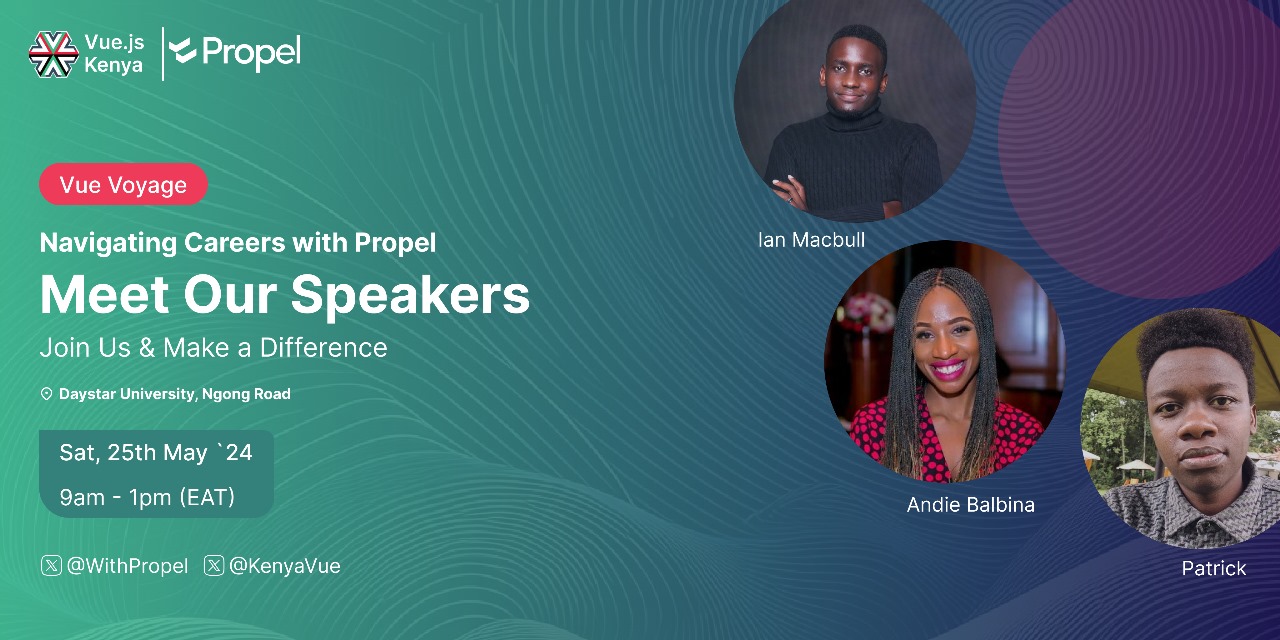 Vue.js
Kenya
Propel
Vue Voyage
Navigating Careers with Propel
Meet Our Speakers
Join Us & Make a Difference
Daystar University, Ngong Road
Sat, 25th May `24
9am - 1pm (EAT)
@WithPropel @KenyaVue
Ian Macbull
Andie Balbina
Patrick